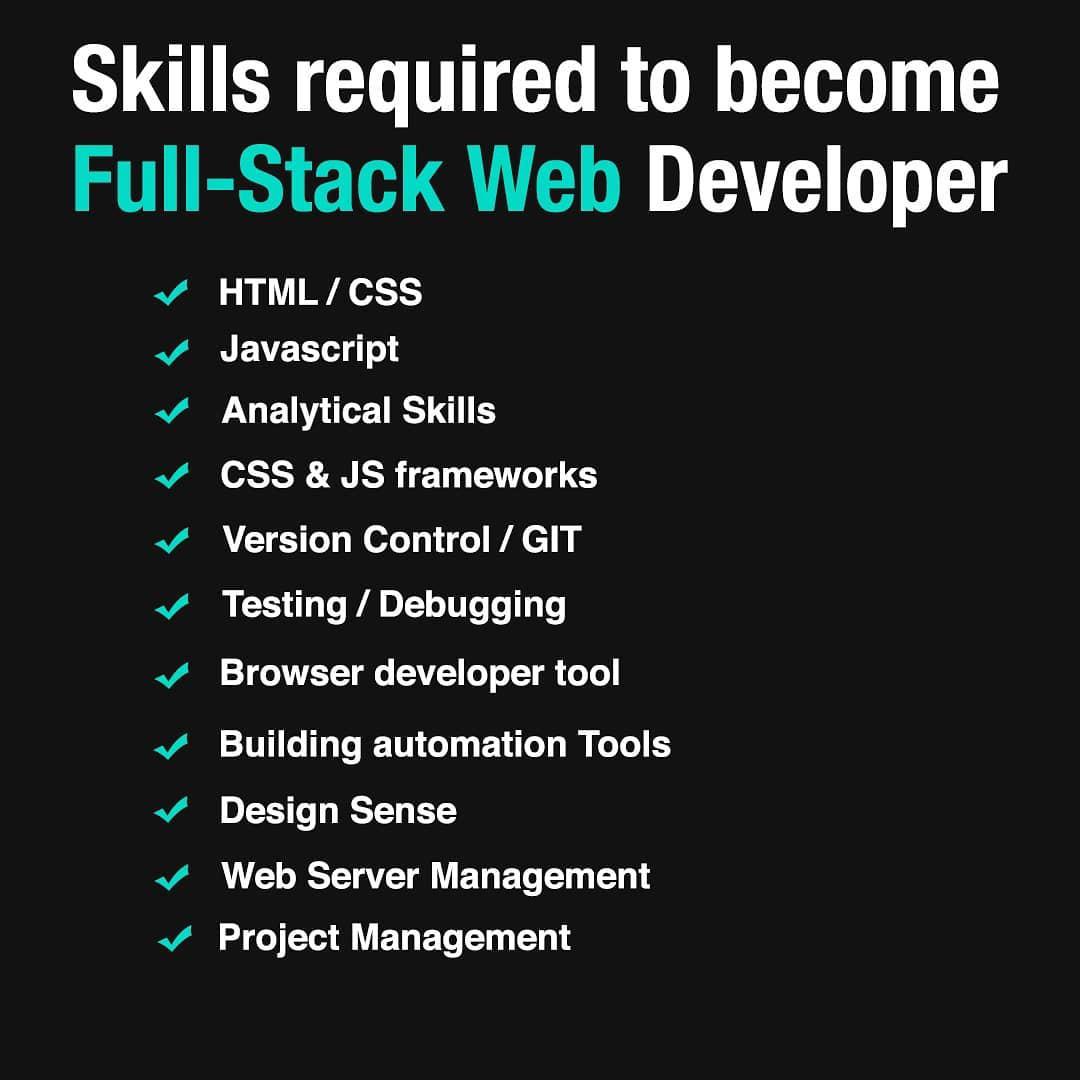 Skills required to become
Full-Stack Web Developer
HTML / CSS
Javascript
Analytical Skills
CSS & JS frameworks
Version Control / GIT
Testing / Debugging
Browser developer tool
Building automation Tools
Design Sense
Web Server Management
Project Management